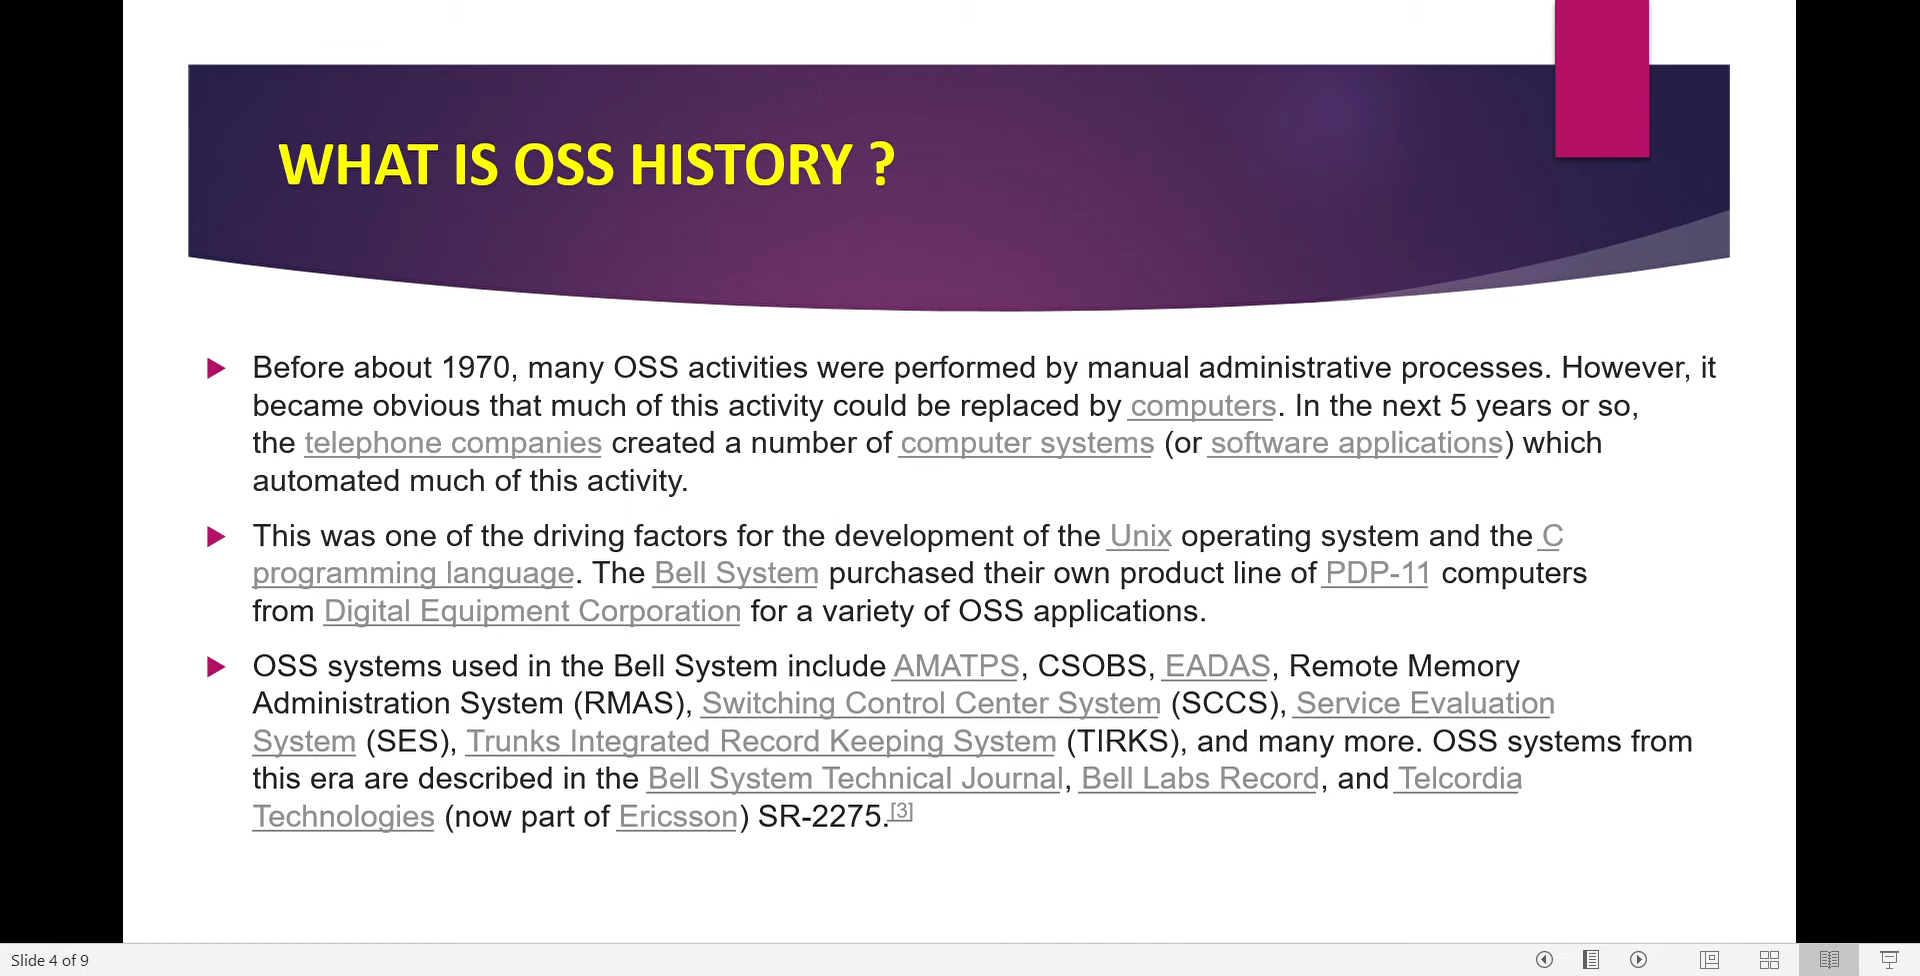 WHAT IS OSS HISTORY ?
Before about 1970, many OSS activities were performed by manual administrative processes. However, it
became obvious that much of this activity could be replaced by computers. In the next 5 years or so,
the telephone companies created a number of computer systems (or software applications) which
automated much of this activity.
This was one of the driving factors for the development of the Unix operating system and the C
programming language. The Bell System purchased their own product line of PDP-11 computers
from Digital Equipment Corporation for a variety of OSS applications.
OSS systems used in the Bell System include AMATPS, CSOBS, EADAS, Remote Memory
Administration System (RMAS), Switching Control Center System (SCCS), Service Evaluation
System (SES), Trunks Integrated Record Keeping System (TIRKS), and many more. OSS systems from
this era are described in the Bell System Technical Journal, Bell Labs Record, and Telcordia
Technologies (now part of Ericsson) SR-2275.[3]
Slide 4 of 9